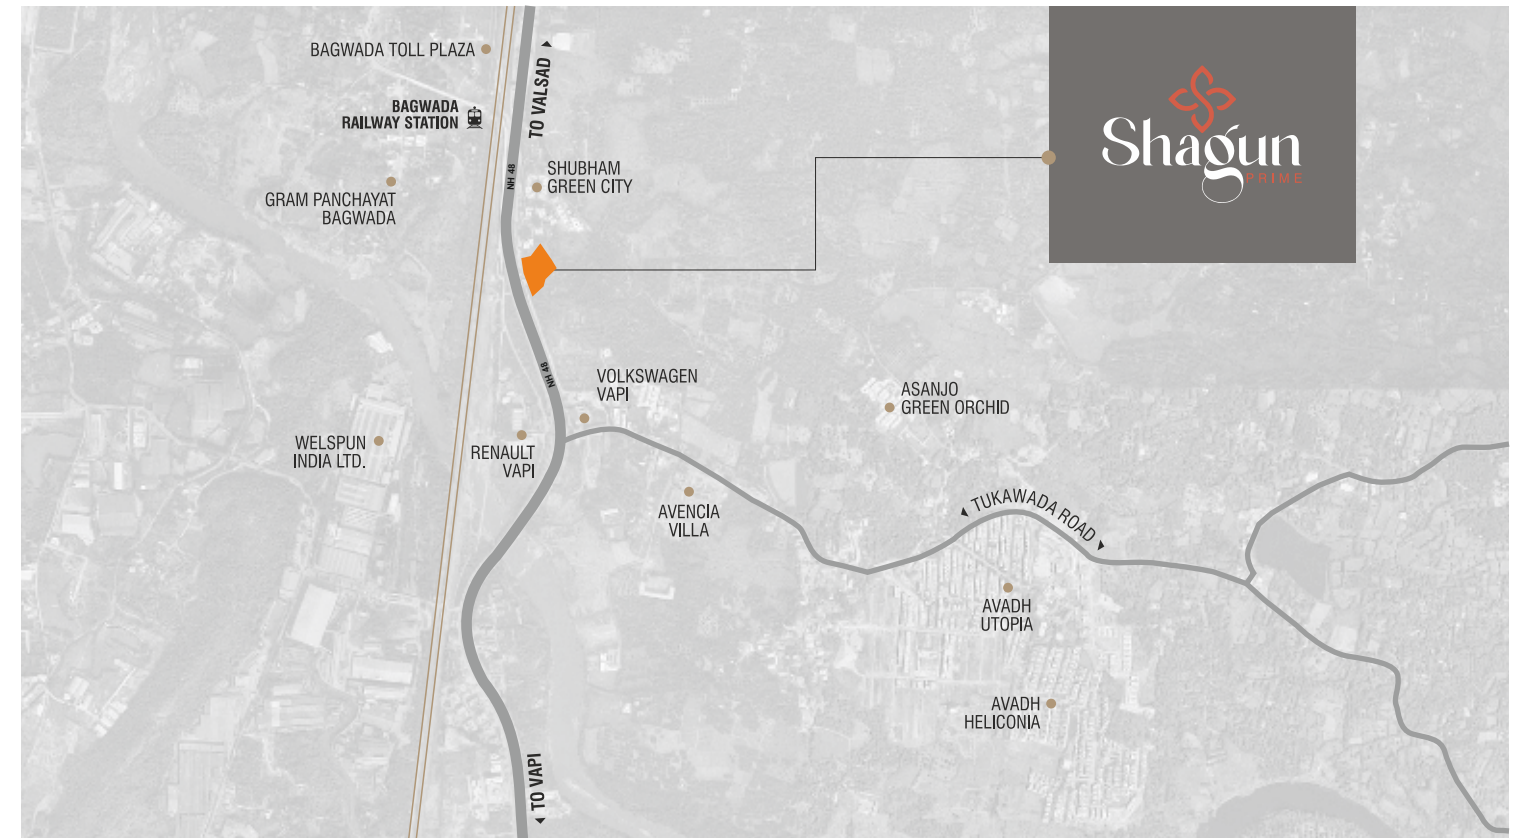 BAGWADA TOLL PLAZA
BAGWADA
RAILWAY STATION
TO VALSAD
NH 48
SHUBHAM
GREEN CITY
GRAM PANCHAYAT
BAGWADA
Shagun
PRIME
NH 48
VOLKSWAGEN
VAPI
ASANJO
GREEN ORCHID
WELSPUN
INDIA LTD.
RENAULT
VAPI
AVENCIA
VILLA
TUKAWADA ROAD
AVADH
UTOPIA
AVADH
HELICONIA
TO VAPI